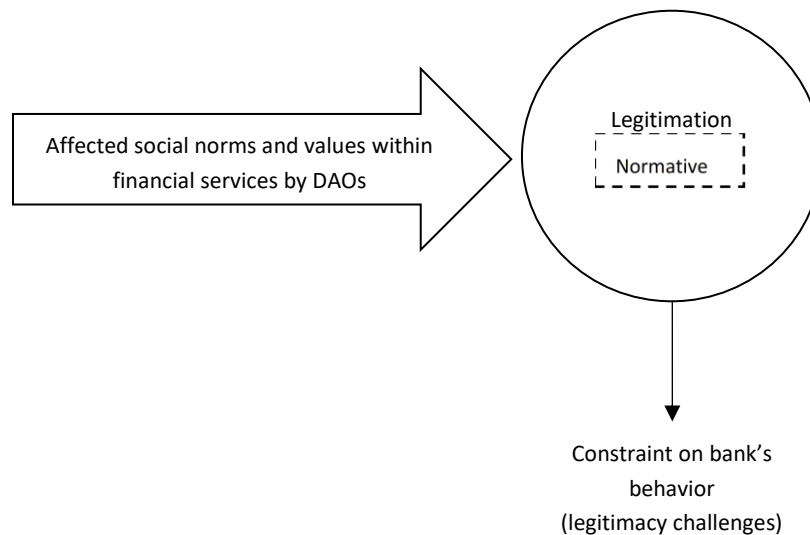 Affected social norms and values within
financial services by DAOs
Legitimation
Normative
Constraint on bank’s
behavior
(legitimacy challenges)